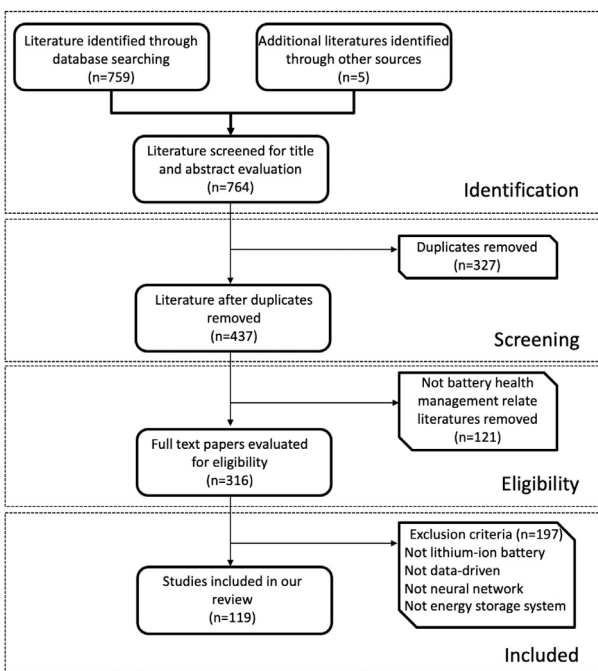 Literature identified through
database searching
(n=759)
Additional literatures identified
through other sources
(n=5)
Literature screened for title
and abstract evaluation
(n=764)
Identification
Duplicates removed
(n=327)
Literature after duplicates
removed
(n=437)
Screening
Not battery health
management relate
literatures removed
(n=121)
Full text papers evaluated
for eligibility
(n=316)
Eligibility
Exclusion criteria (n=197)
Not lithium-ion battery
Not data-driven
Not neural network
Not energy storage system
Studies included in our
review
(n=119)
Included